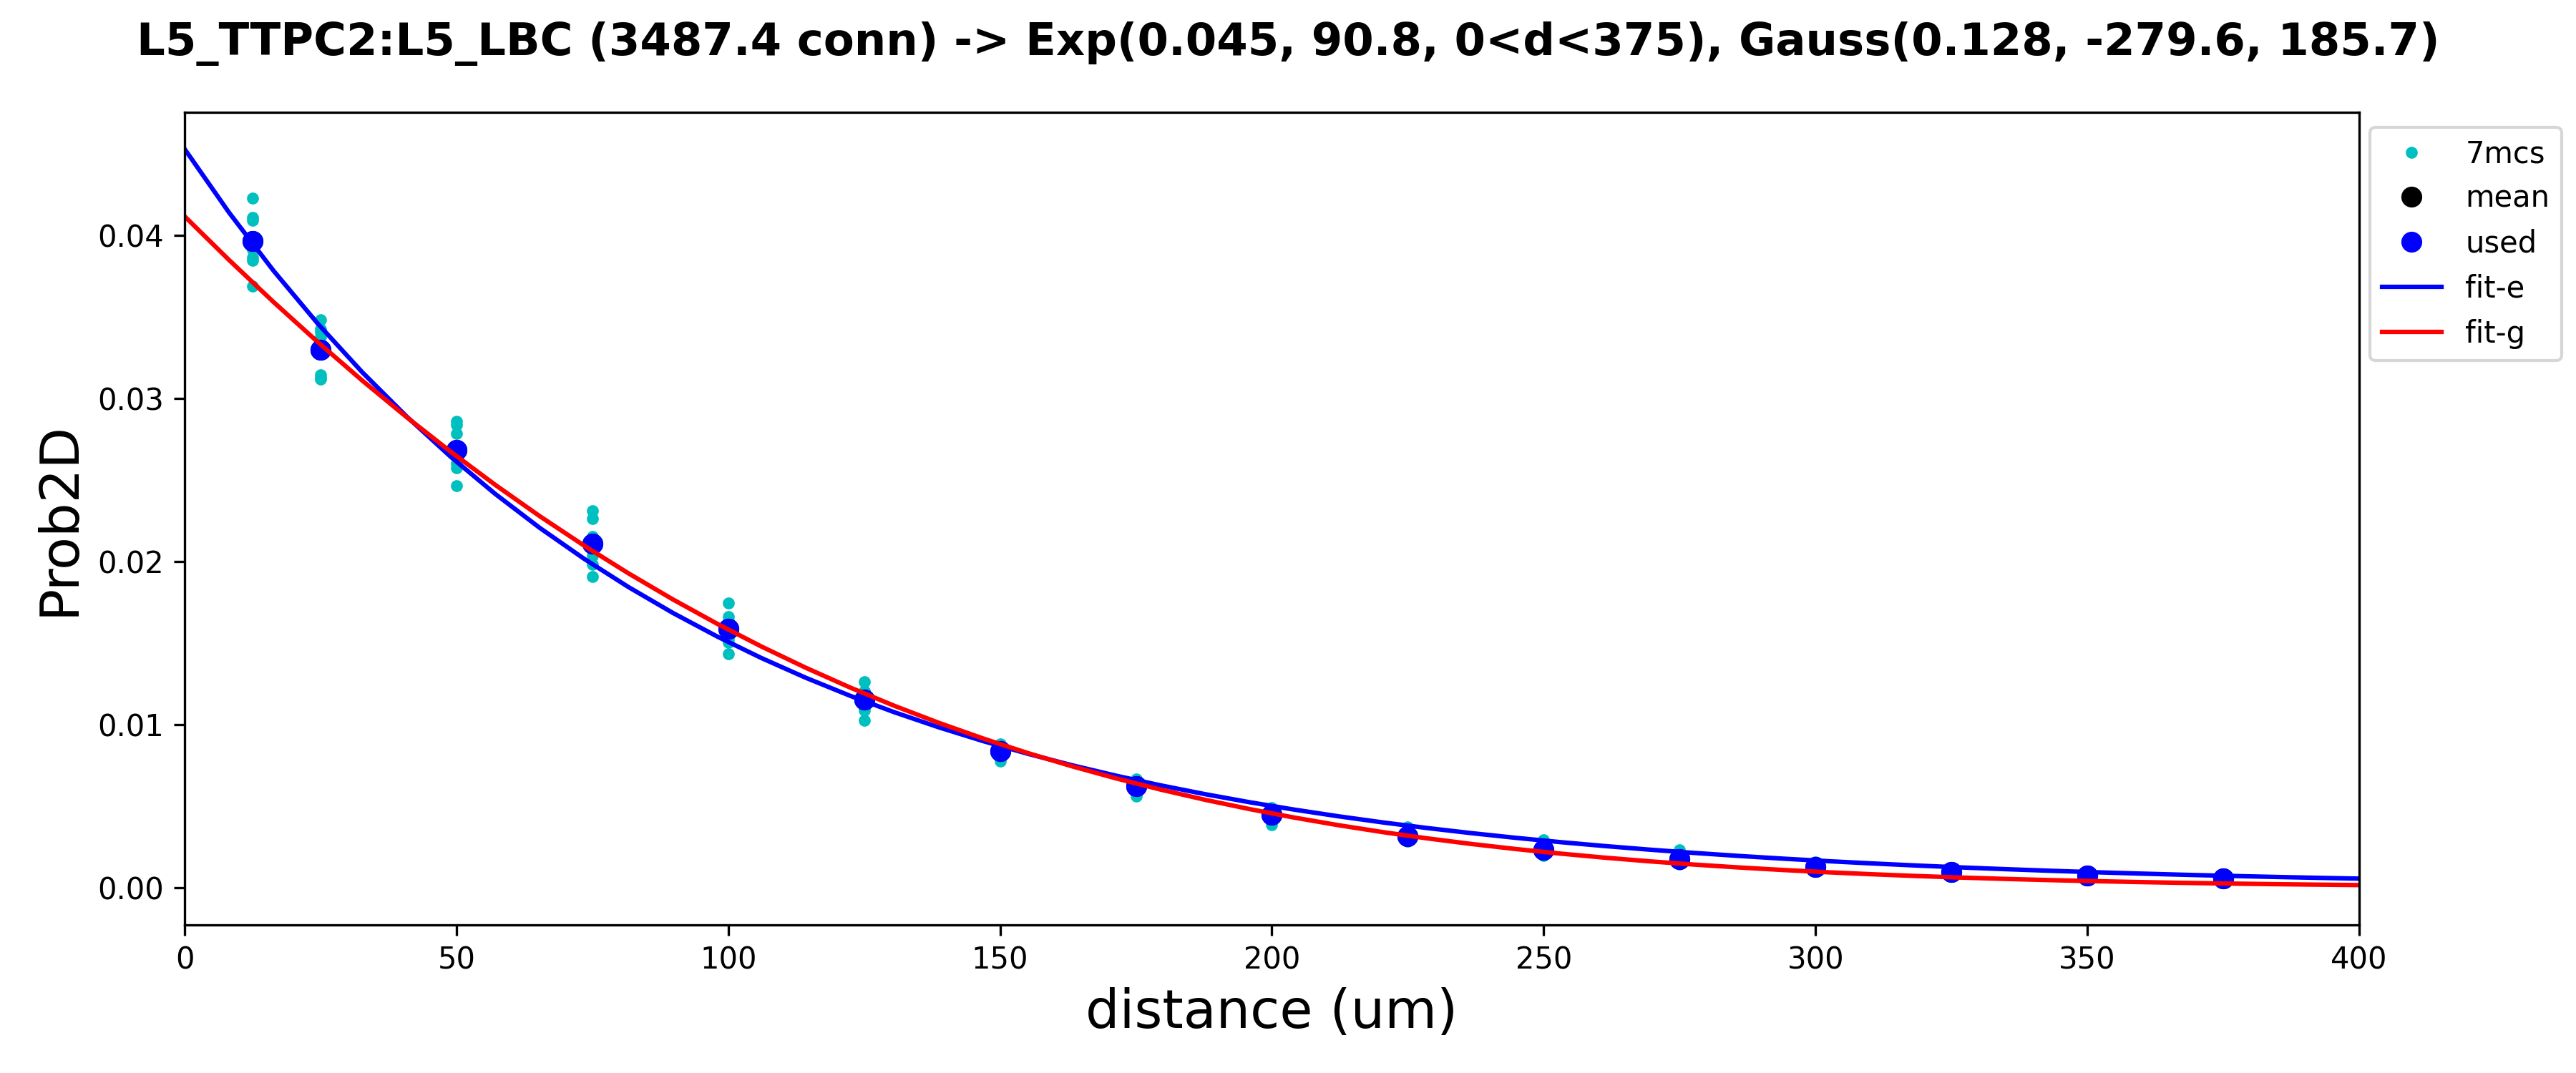 L5_TTPC2:L5_LBC (3487.4 conn) -> Exp(0.045, 90.8, 0<d<375), Gauss(0.128, -279.6, 185.7)
7mcs
mean
used
fit-e
fit-g
Prob2D
0.04
0.03
0.02
0.01
0.00
0 50 100 150 200 250 300 350 400
distance (um)